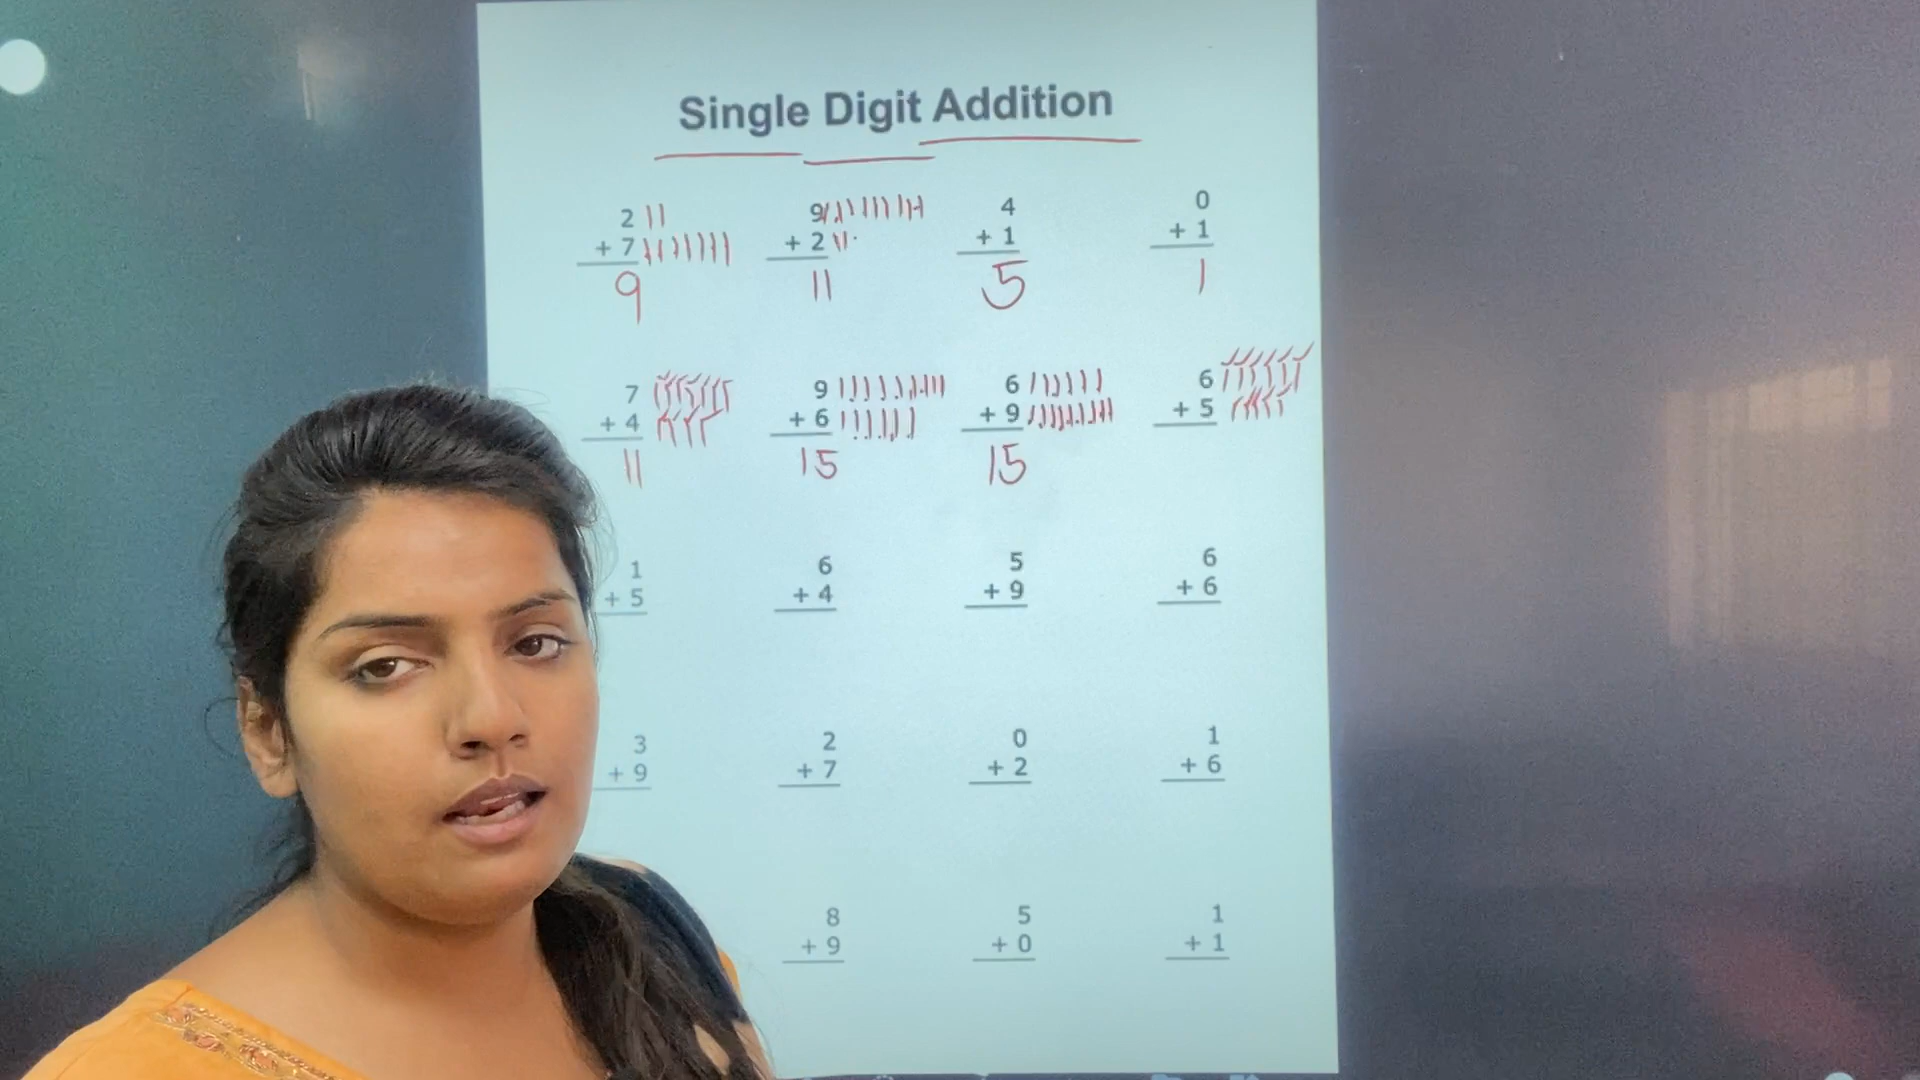 Single Digit Addition
2 9 4 0
+ 7 + 2 + 1 + 1
9 11 5 1
7 9 6 6
+ 4 + 6 + 9 + 5
11 15 15
1 6 5 6
+ 5 + 4 + 9 + 6
3 2 0 1
+ 9 + 7 + 2 + 6
8 5 1
+ 9 + 0 + 1